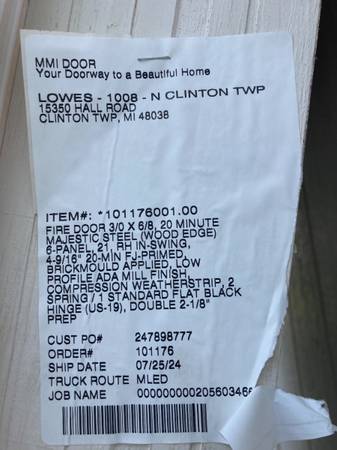 MMI DOOR
Your Doorway to a Beautiful Home
LOWES - 1008 - N CLINTON TWP
15350 HALL ROAD
CLINTON TWP, MI 48038
ITEM#: *101176001.00
FIRE DOOR 3/0 X 6/8, 20 MINUTE
MAJESTIC STEEL (WOOD EDGE)
6-PANEL, 21, RH IN-SWING,
4-9/16" 20-MIN FJ-PRIMED,
BRICKMOULD APPLIED, LOW
PROFILE ADA MILL FINISH,
COMPRESSION WEATHERSTRIP, 2
SPRING / 1 STANDARD FLAT BLACK
HINGE (US-19), DOUBLE 2-1/8"
PREP
CUST PO# 247898777
ORDER# 101176
SHIP DATE 07/25/24
TRUCK ROUTE MLED
JOB NAME 000000000205603466